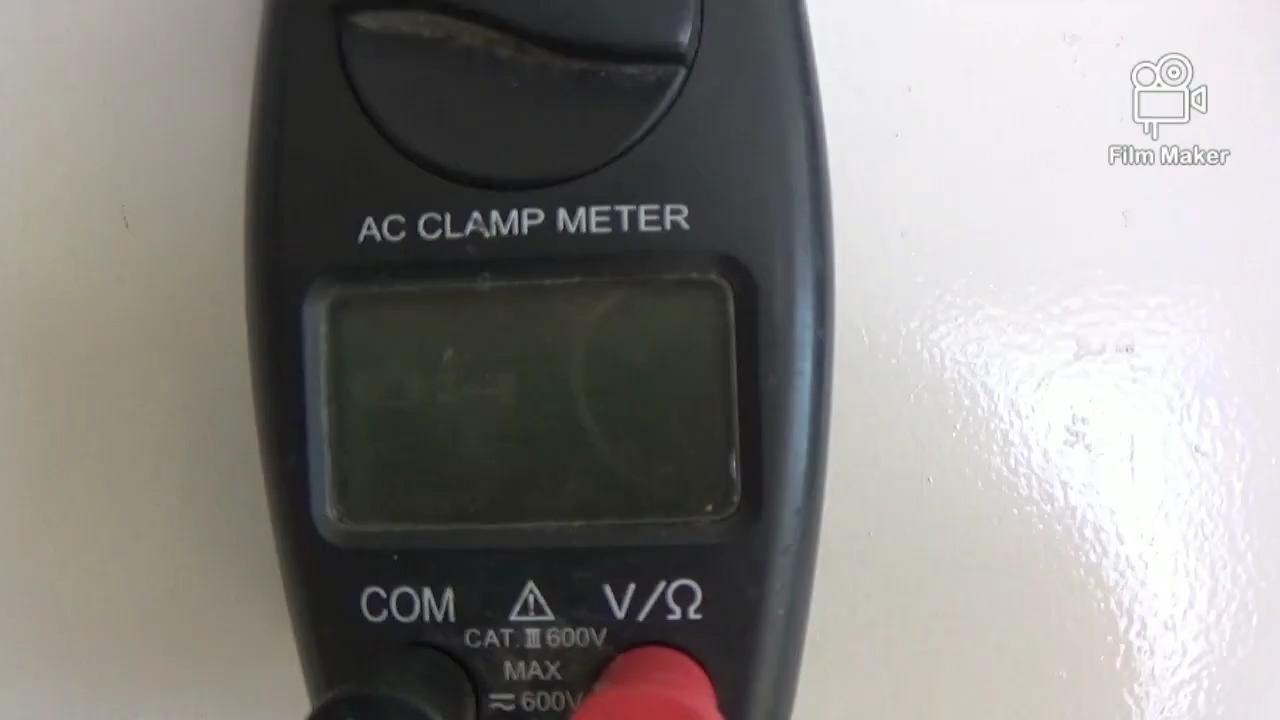 Film Maker
AC CLAMP METER
COM ⚠ V/Ω
CAT. III 600V
MAX
⎓ 600V